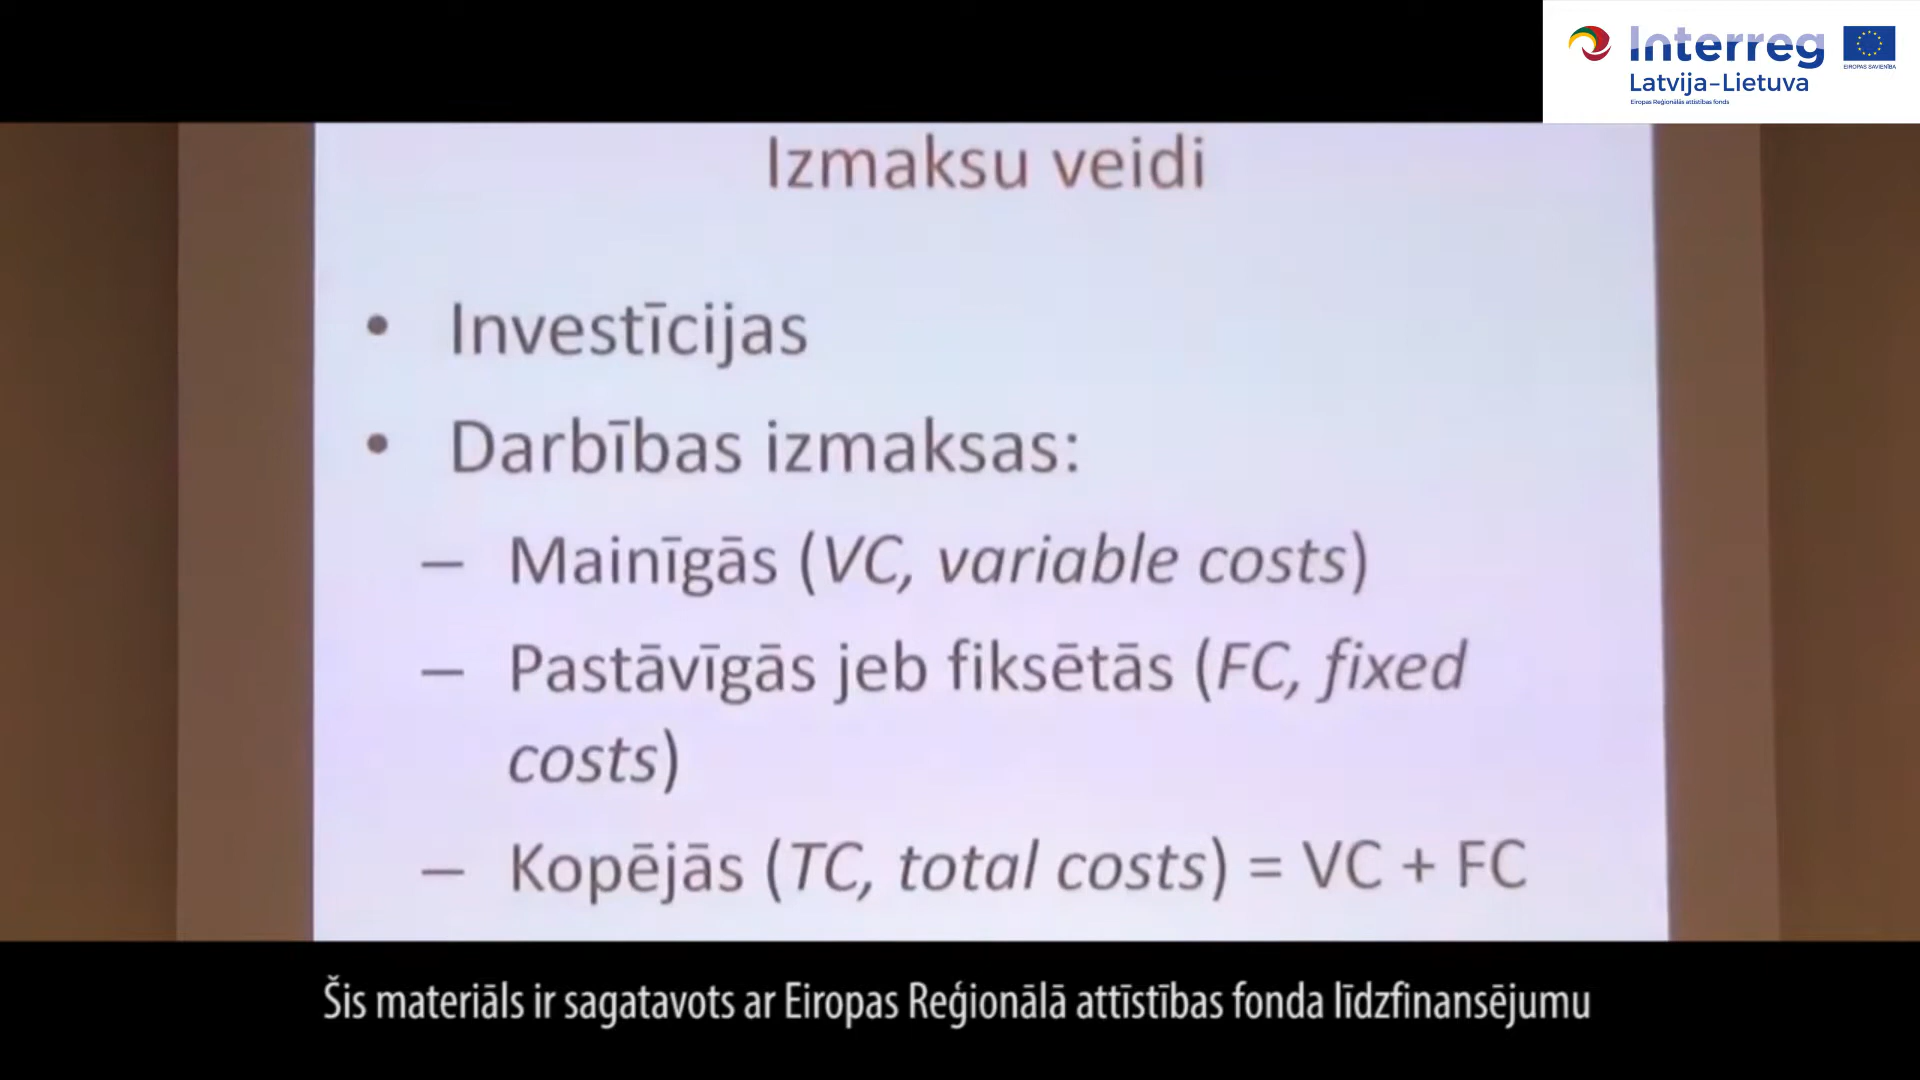 Interreg
Latvija–Lietuva
Eiropas Reģionālās attīstības fonds
EIROPAS SAVIENĪBA
Izmaksu veidi
• Investīcijas
• Darbības izmaksas:
– Mainīgās (VC, variable costs)
– Pastāvīgās jeb fiksētās (FC, fixed
costs)
– Kopējās (TC, total costs) = VC + FC
Šis materiāls ir sagatavots ar Eiropas Reģionālā attīstības fonda līdzfinansējumu